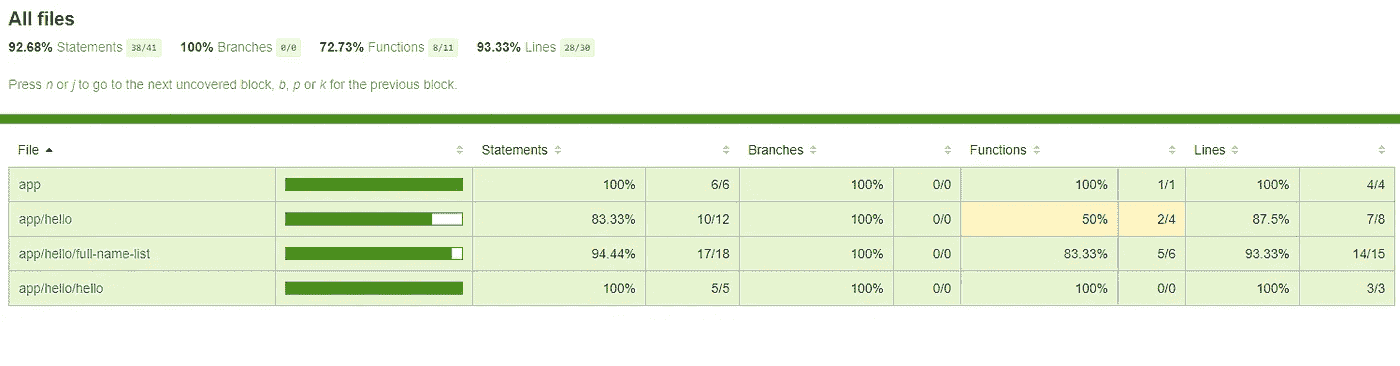 All files
92.68% Statements 38/41 100% Branches 0/0 72.73% Functions 8/11 93.33% Lines 28/30
Press n or j to go to the next uncovered block, b, p or k for the previous block.
File Statements Branches Functions Lines
app 100% 6/6 100% 0/0 100% 1/1 100% 4/4
app/hello 83.33% 10/12 100% 0/0 50% 2/4 87.5% 7/8
app/hello/full-name-list 94.44% 17/18 100% 0/0 83.33% 5/6 93.33% 14/15
app/hello/hello 100% 5/5 100% 0/0 100% 0/0 100% 3/3